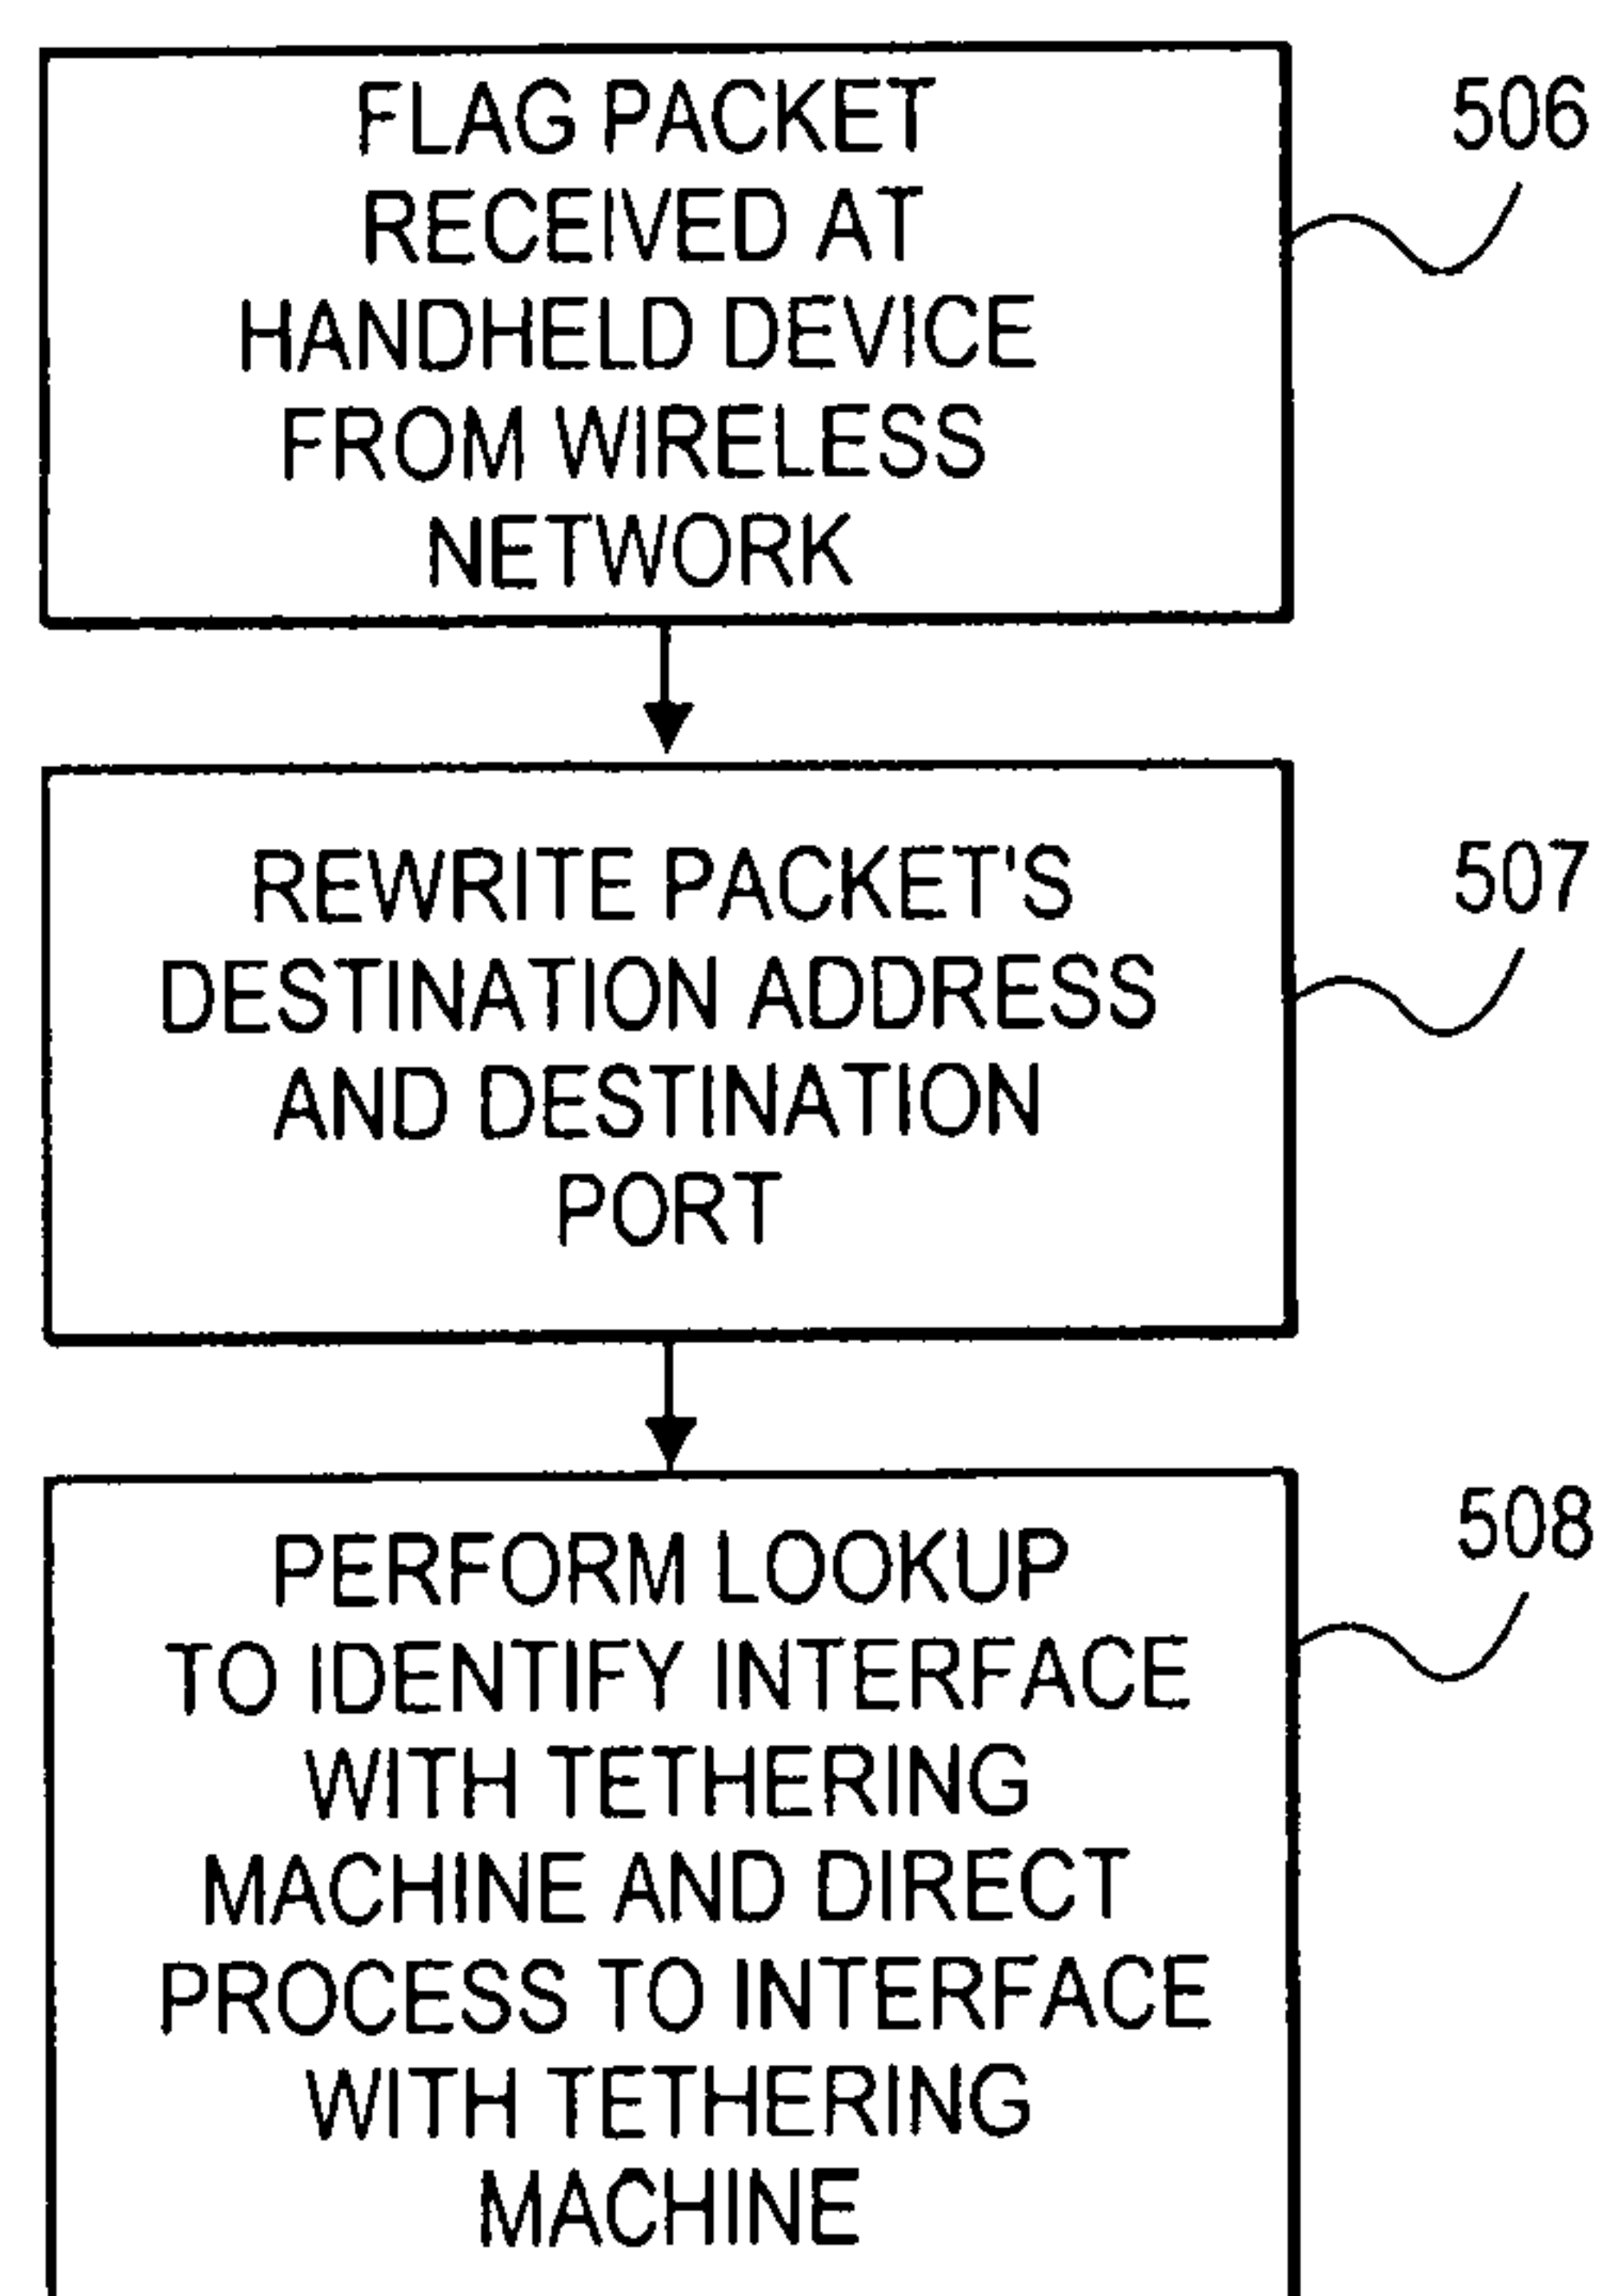 FLAG PACKET
RECEIVED AT
HANDHELD DEVICE
FROM WIRELESS
NETWORK
506
REWRITE PACKET'S
DESTINATION ADDRESS
AND DESTINATION
PORT
507
PERFORM LOOKUP
TO IDENTIFY INTERFACE
WITH TETHERING
MACHINE AND DIRECT
PROCESS TO INTERFACE
WITH TETHERING
MACHINE
508